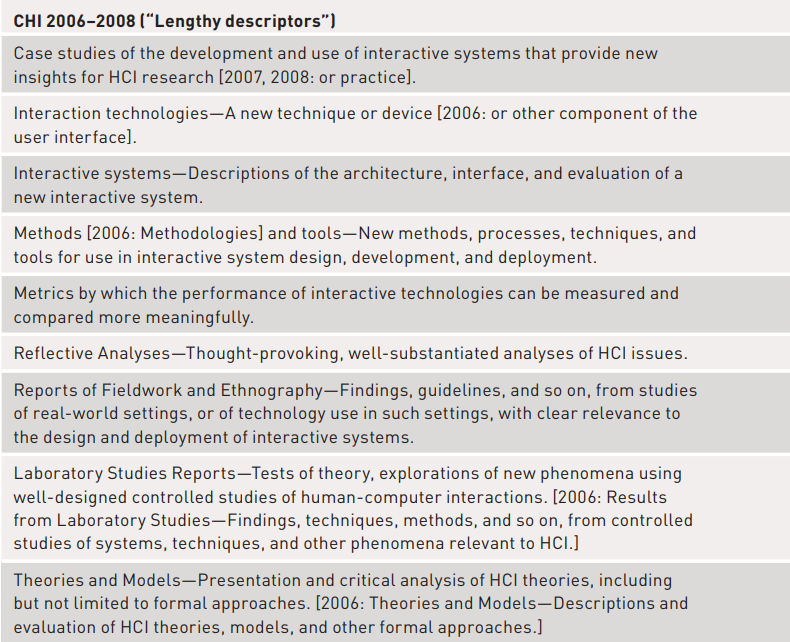 CHI 2006–2008 (“Lengthy descriptors”)
Case studies of the development and use of interactive systems that provide new
insights for HCI research [2007, 2008: or practice].
Interaction technologies—A new technique or device [2006: or other component of the
user interface].
Interactive systems—Descriptions of the architecture, interface, and evaluation of a
new interactive system.
Methods [2006: Methodologies] and tools—New methods, processes, techniques, and
tools for use in interactive system design, development, and deployment.
Metrics by which the performance of interactive technologies can be measured and
compared more meaningfully.
Reflective Analyses—Thought-provoking, well-substantiated analyses of HCI issues.
Reports of Fieldwork and Ethnography—Findings, guidelines, and so on, from studies
of real-world settings, or of technology use in such settings, with clear relevance to
the design and deployment of interactive systems.
Laboratory Studies Reports—Tests of theory, explorations of new phenomena using
well-designed controlled studies of human-computer interactions. [2006: Results
from Laboratory Studies—Findings, techniques, methods, and so on, from controlled
studies of systems, techniques, and other phenomena relevant to HCI.]
Theories and Models—Presentation and critical analysis of HCI theories, including
but not limited to formal approaches. [2006: Theories and Models—Descriptions and
evaluation of HCI theories, models, and other formal approaches.]